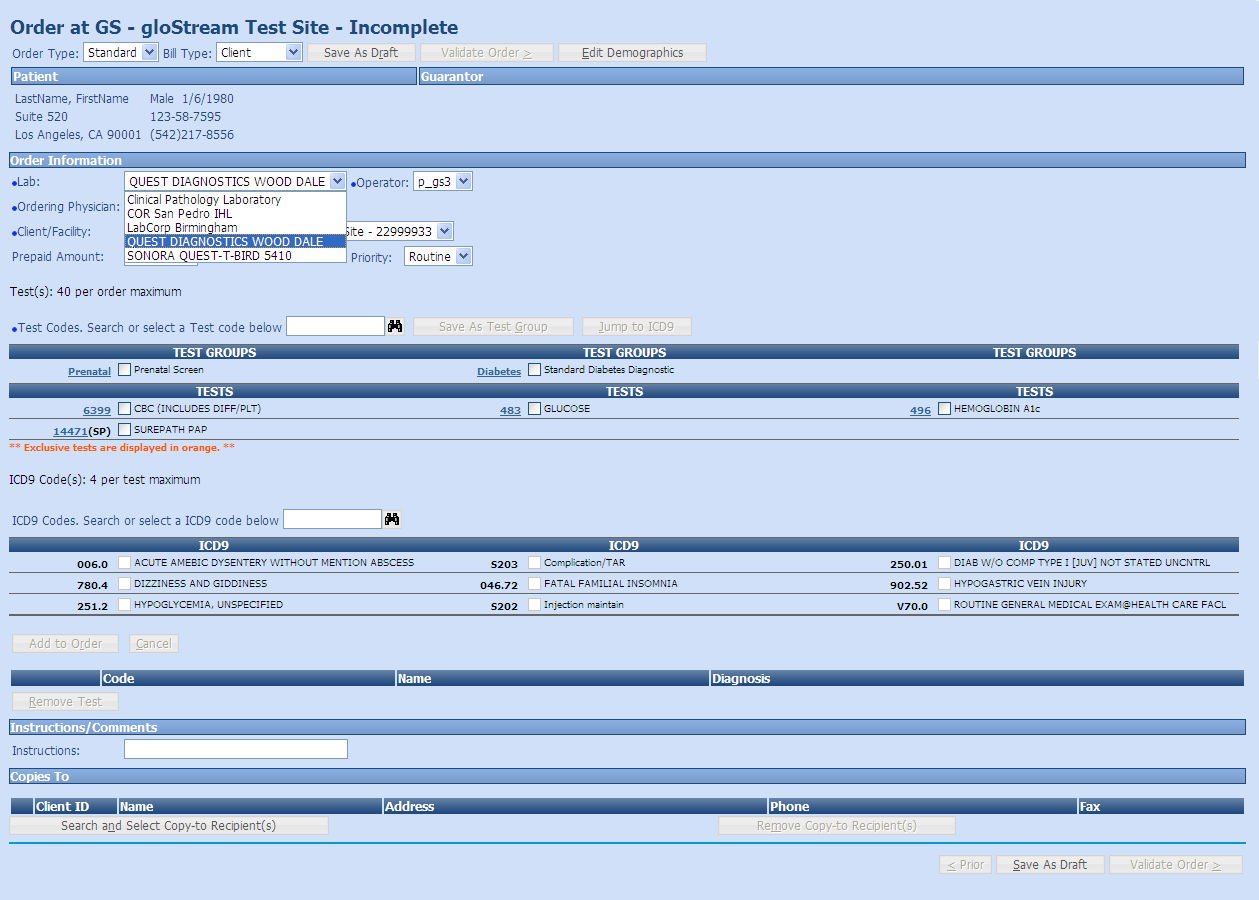 Order at GS - gloStream Test Site - Incomplete
Order Type: Standard Bill Type: Client Save As Draft Validate Order > Edit Demographics
Patient Guarantor
LastName, FirstName Male 1/6/1980
Suite 520 123-58-7595
Los Angeles, CA 90001 (542)217-8556
Order Information
•Lab: QUEST DIAGNOSTICS WOOD DALE •Operator: p_gs3
Clinical Pathology Laboratory
•Ordering Physician: COR San Pedro IHL
LabCorp Birmingham
•Client/Facility: Site - 22999933
QUEST DIAGNOSTICS WOOD DALE
Prepaid Amount: SONORA QUEST-T-BIRD 5410 Priority: Routine
Test(s): 40 per order maximum
•Test Codes. Search or select a Test code below Save As Test Group Jump to ICD9
TEST GROUPS TEST GROUPS TEST GROUPS
Prenatal Prenatal Screen Diabetes Standard Diabetes Diagnostic
TESTS TESTS TESTS
6399 CBC (INCLUDES DIFF/PLT) 483 GLUCOSE 496 HEMOGLOBIN A1c
14471(SP) SUREPATH PAP
** Exclusive tests are displayed in orange. **
ICD9 Code(s): 4 per test maximum
ICD9 Codes. Search or select a ICD9 code below
ICD9 ICD9 ICD9
006.0 ACUTE AMEBIC DYSENTERY WITHOUT MENTION ABSCESS S203 Complication/TAR 250.01 DIAB W/O COMP TYPE I [JUV] NOT STATED UNCNTRL
780.4 DIZZINESS AND GIDDINESS 046.72 FATAL FAMILIAL INSOMNIA 902.52 HYPOGASTRIC VEIN INJURY
251.2 HYPOGLYCEMIA, UNSPECIFIED S202 Injection maintain V70.0 ROUTINE GENERAL MEDICAL EXAM@HEALTH CARE FACL
Add to Order Cancel
Code Name Diagnosis
Remove Test
Instructions/Comments
Instructions:
Copies To
Client ID Name Address Phone Fax
Search and Select Copy-to Recipient(s) Remove Copy-to Recipient(s)
< Prior Save As Draft Validate Order >